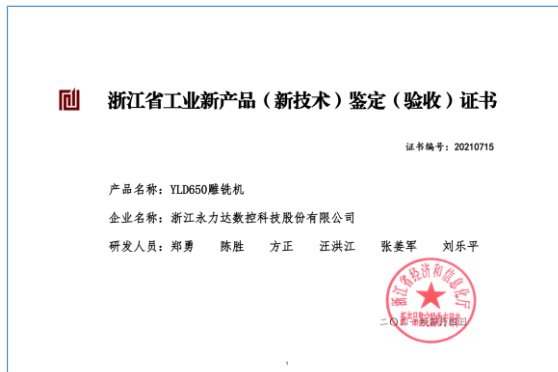 浙江省工业新产品（新技术）鉴定（验收）证书
证书编号：20210715
产品名称：YLD650雕铣机
企业名称：浙江永力达数控科技股份有限公司
研发人员：郑勇 陈胜 方正 汪洪江 张姜军 刘乐平
浙江省经济和信息化厅